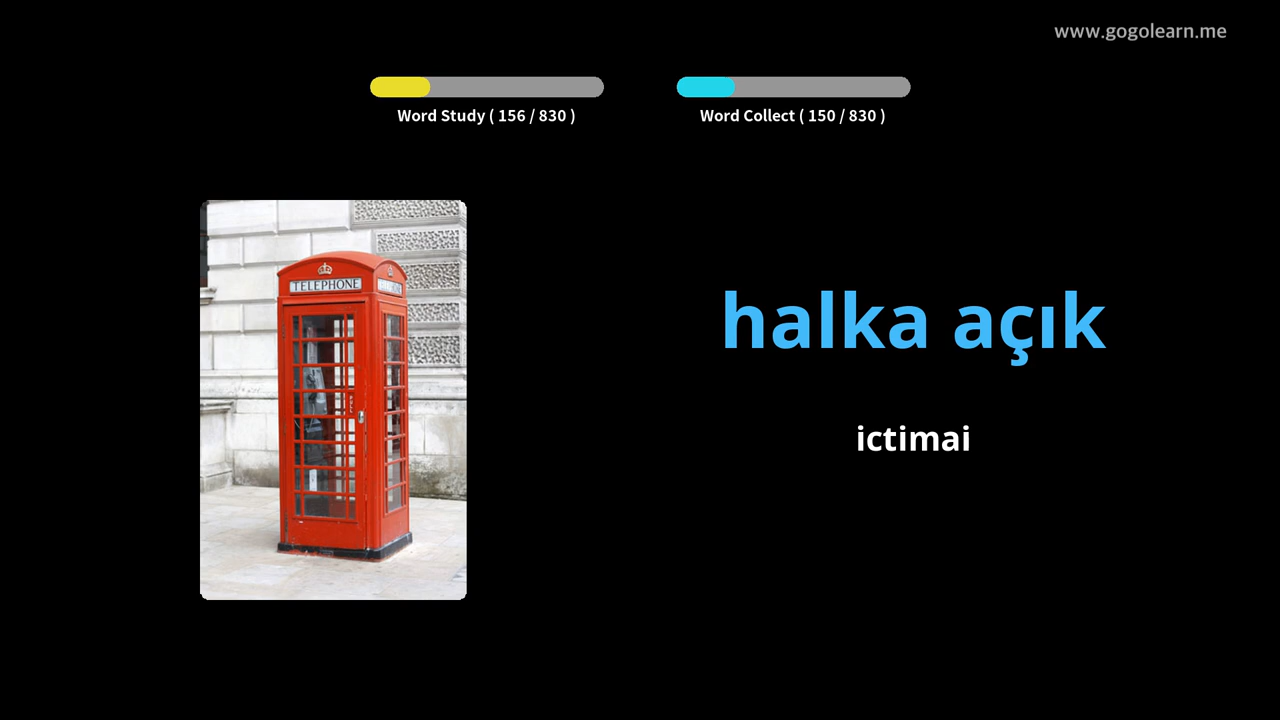 www.gogolearn.me
Word Study ( 156 / 830 )
Word Collect ( 150 / 830 )
TELEPHONE
halka açık
ictimai